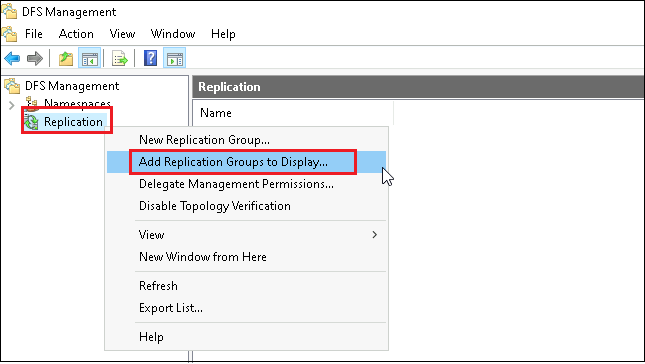 DFS Management
File Action View Window Help
DFS Management
Namespaces
Replication
Replication
Name
New Replication Group...
Add Replication Groups to Display...
Delegate Management Permissions...
Disable Topology Verification
View
New Window from Here
Refresh
Export List...
Help